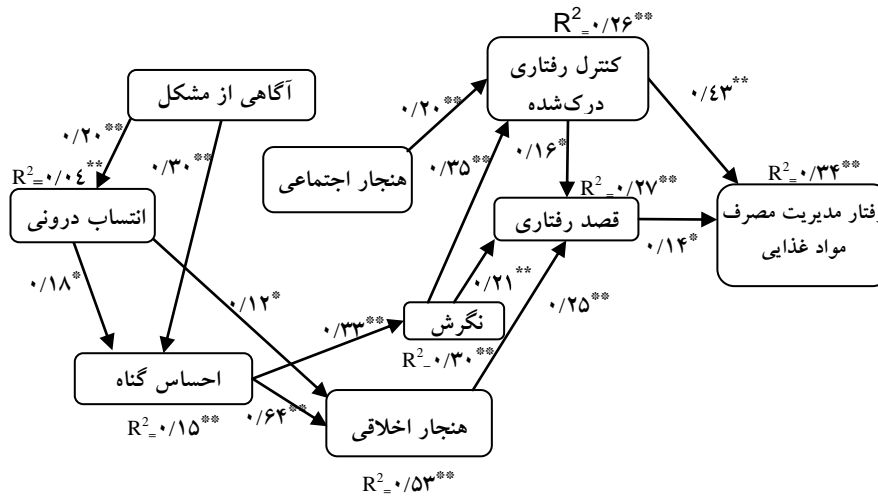 R²=۰/۲۶**
آگاهی از مشکل
کنترل رفتاری
درک‌شده
۰/۴۳**
۰/۲۰**
۰/۲۰**
R²=۰/۰۴**
۰/۳۰**
هنجار اجتماعی
۰/۳۵**
۰/۱۶*
R²=۰/۲۷**
R²=۰/۳۴**
انتساب درونی
قصد رفتاری
رفتار مدیریت مصرف
مواد غذایی
۰/۱۴*
۰/۱۸*
۰/۱۲*
۰/۲۱**
۰/۲۵**
۰/۳۳**
نگرش
R²=۰/۳۰**
احساس گناه
R²=۰/۱۵**
۰/۶۴**
هنجار اخلاقی
R²=۰/۵۳**